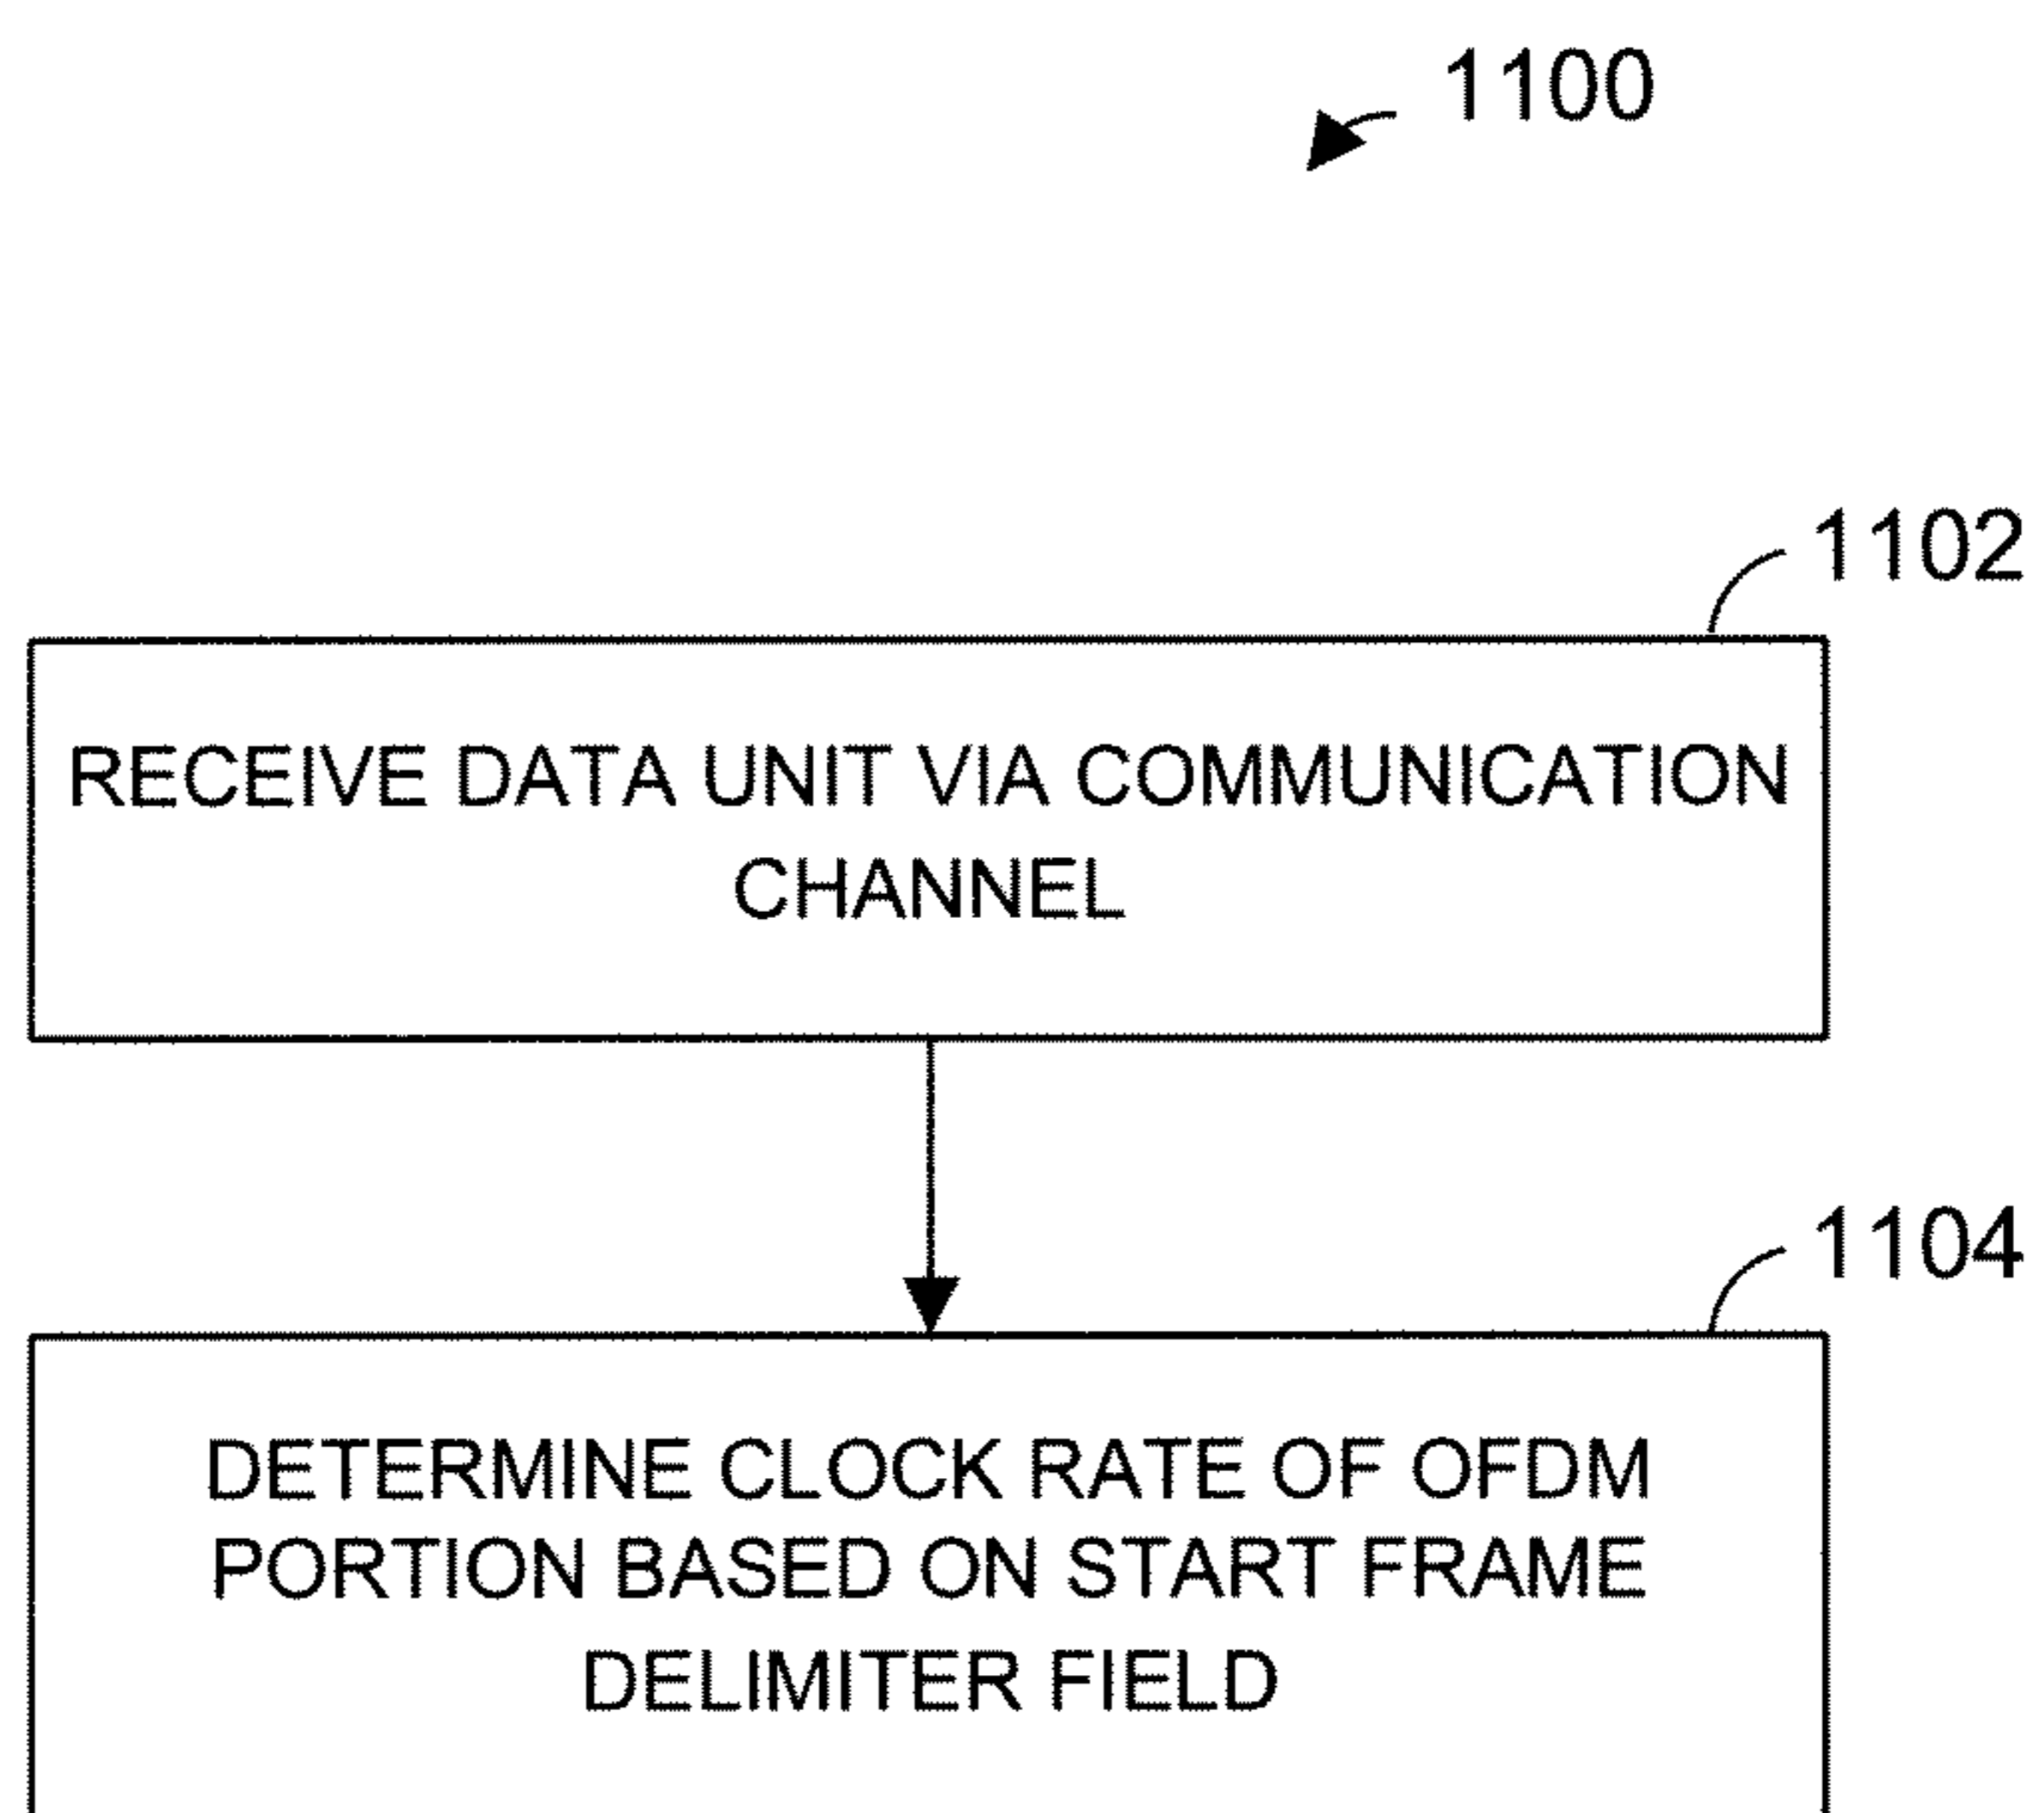 1100
1102
RECEIVE DATA UNIT VIA COMMUNICATION
CHANNEL
1104
DETERMINE CLOCK RATE OF OFDM
PORTION BASED ON START FRAME
DELIMITER FIELD